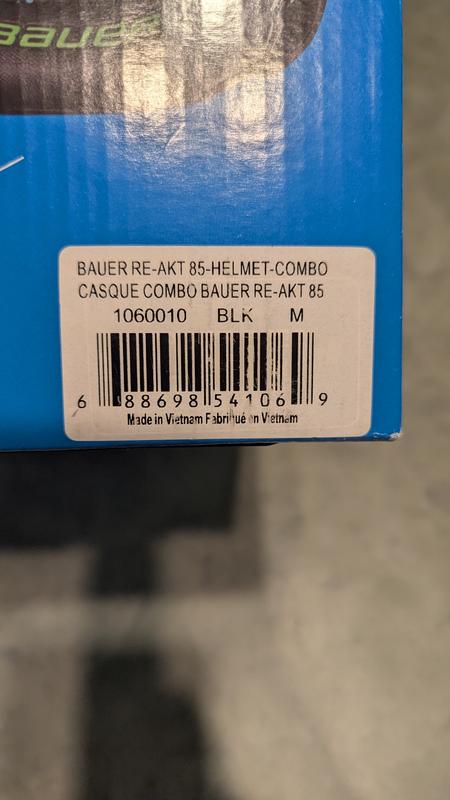 BAUER
BAUER RE-AKT 85-HELMET-COMBO
CASQUE COMBO BAUER RE-AKT 85
1060010 BLK M
6 88698 54106 9
Made in Vietnam Fabriqué en Vietnam